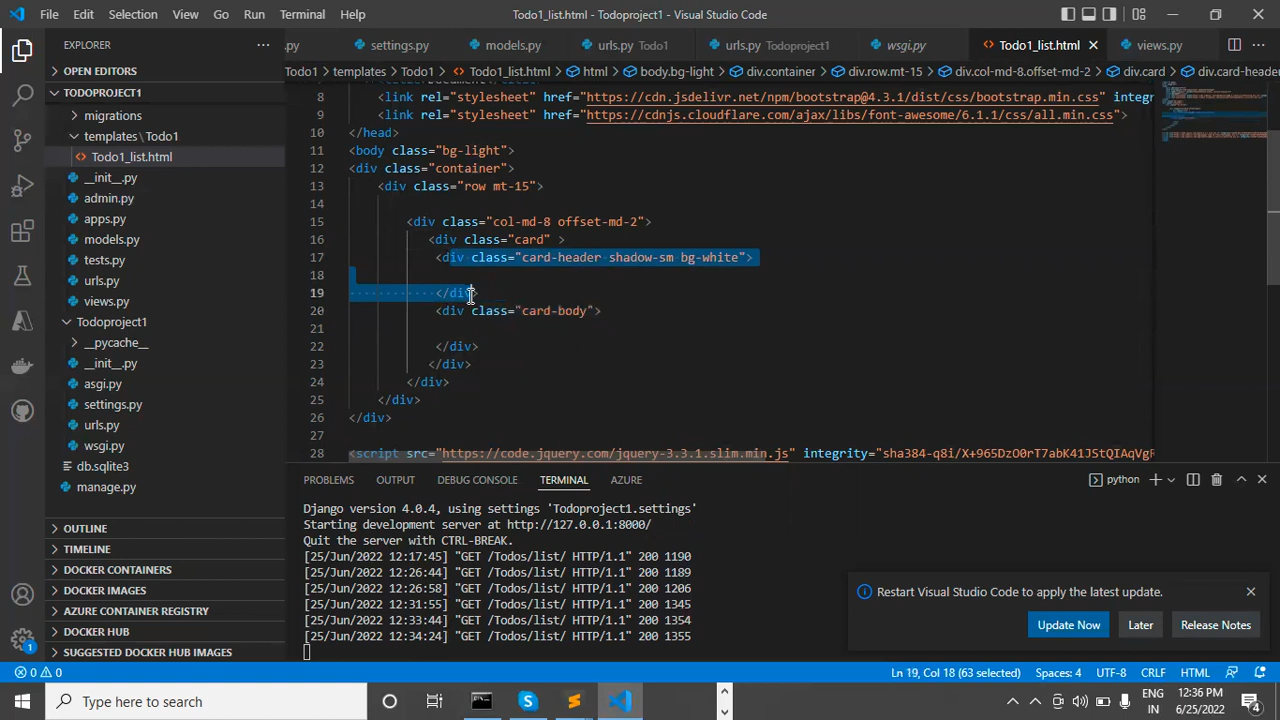 File Edit Selection View Go Run Terminal Help
Todo1_list.html - Todoproject1 - Visual Studio Code
EXPLORER
.py settings.py models.py urls.py Todo1 urls.py Todoproject1 wsgi.py Todo1_list.html views.py
Todo1 > templates > Todo1 > Todo1_list.html > html > body.bg-light > div.container > div.row.mt-15 > div.col-md-8.offset-md-2 > div.card > div.card-heade
OPEN EDITORS
TODOPROJECT1
migrations
templates \ Todo1
Todo1_list.html
__init__.py
admin.py
apps.py
models.py
tests.py
urls.py
views.py
Todoproject1
__pycache__
__init__.py
asgi.py
settings.py
urls.py
wsgi.py
db.sqlite3
manage.py
OUTLINE
TIMELINE
DOCKER CONTAINERS
DOCKER IMAGES
AZURE CONTAINER REGISTRY
DOCKER HUB
SUGGESTED DOCKER HUB IMAGES
8 <link rel="stylesheet" href="https://cdn.jsdelivr.net/npm/bootstrap@4.3.1/dist/css/bootstrap.min.css" integ
9 <link rel="stylesheet" href="https://cdnjs.cloudflare.com/ajax/libs/font-awesome/6.1.1/css/all.min.css">
10 </head>
11 <body class="bg-light">
12 <div class="container">
13 <div class="row mt-15">
14
15 <div class="col-md-8 offset-md-2">
16 <div class="card" >
17 <div class="card-header shadow-sm bg-white">
18
19 </div>
20 <div class="card-body">
21
22 </div>
23 </div>
24 </div>
25 </div>
26 </div>
27
28 <script src="https://code.jquery.com/jquery-3.3.1.slim.min.js" integrity="sha384-q8i/X+965DzO0rT7abK41JStQIAqVgR
PROBLEMS OUTPUT DEBUG CONSOLE TERMINAL AZURE
python
Django version 4.0.4, using settings 'Todoproject1.settings'
Starting development server at http://127.0.0.1:8000/
Quit the server with CTRL-BREAK.
[25/Jun/2022 12:17:45] "GET /Todos/list/ HTTP/1.1" 200 1190
[25/Jun/2022 12:26:44] "GET /Todos/list/ HTTP/1.1" 200 1189
[25/Jun/2022 12:26:58] "GET /Todos/list/ HTTP/1.1" 200 1206
[25/Jun/2022 12:31:55] "GET /Todos/list/ HTTP/1.1" 200 1345
[25/Jun/2022 12:33:44] "GET /Todos/list/ HTTP/1.1" 200 1354
[25/Jun/2022 12:34:24] "GET /Todos/list/ HTTP/1.1" 200 1355
Restart Visual Studio Code to apply the latest update.
Update Now Later Release Notes
1
0 0 Ln 19, Col 18 (63 selected) Spaces: 4 UTF-8 CRLF HTML
Type here to search
ENG
IN
12:36 PM
6/25/2022
4